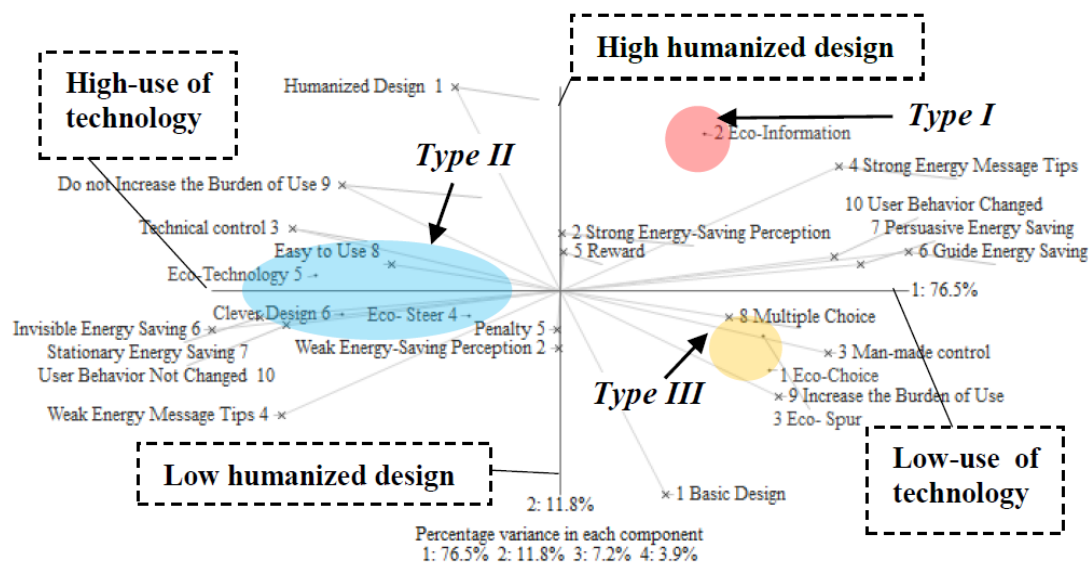 High humanized design
High-use of
technology
Humanized Design 1
Type I
2 Eco-Information
Type II
4 Strong Energy Message Tips
Do not Increase the Burden of Use 9
10 User Behavior Changed
7 Persuasive Energy Saving
Technical control 3
2 Strong Energy-Saving Perception
Easy to Use 8
5 Reward
6 Guide Energy Saving
Eco-Technology 5
1: 76.5%
Clever Design 6
Eco- Steer 4
8 Multiple Choice
Invisible Energy Saving 6
Penalty 5
Stationary Energy Saving 7
Weak Energy-Saving Perception 2
3 Man-made control
User Behavior Not Changed 10
1 Eco-Choice
Type III
9 Increase the Burden of Use
Weak Energy Message Tips 4
3 Eco- Spur
Low humanized design
Low-use of
technology
1 Basic Design
2: 11.8%
Percentage variance in each component
1: 76.5% 2: 11.8% 3: 7.2% 4: 3.9%